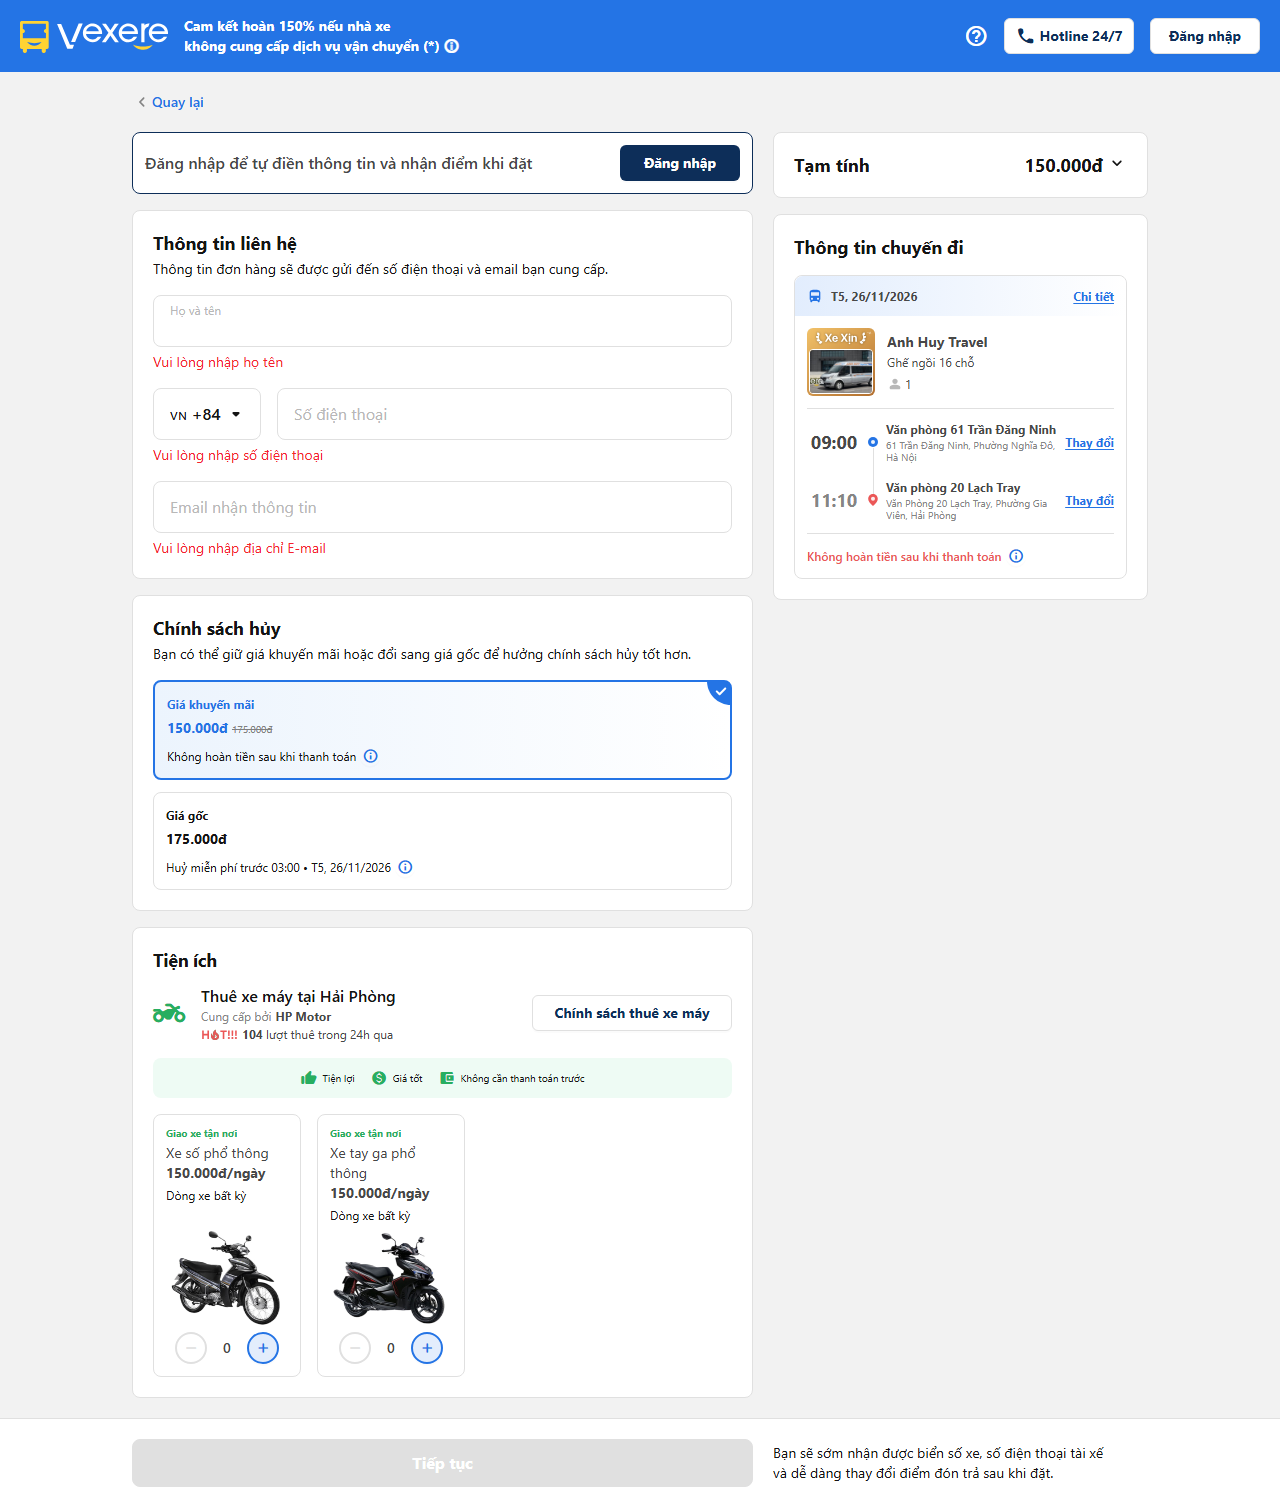 vexere
Cam kết hoàn 150% nếu nhà xe
không cung cấp dịch vụ vận chuyển (*)
Hotline 24/7
Đăng nhập
Quay lại
Đăng nhập để tự điền thông tin và nhận điểm khi đặt
Đăng nhập
Thông tin liên hệ
Thông tin đơn hàng sẽ được gửi đến số điện thoại và email bạn cung cấp.
Họ và tên
Vui lòng nhập họ tên
VN +84
Số điện thoại
Vui lòng nhập số điện thoại
Email nhận thông tin
Vui lòng nhập địa chỉ E-mail
Chính sách hủy
Bạn có thể giữ giá khuyến mãi hoặc đổi sang giá gốc để hưởng chính sách hủy tốt hơn.
Giá khuyến mãi
150.000đ 175.000đ
Không hoàn tiền sau khi thanh toán
Giá gốc
175.000đ
Huỷ miễn phí trước 03:00 • T5, 26/11/2026
Tiện ích
Thuê xe máy tại Hải Phòng
Cung cấp bởi HP Motor
HOT!!! 104 lượt thuê trong 24h qua
Chính sách thuê xe máy
Tiện lợi
Giá tốt
Không cần thanh toán trước
Giao xe tận nơi
Xe số phổ thông
150.000đ/ngày
Dòng xe bất kỳ
0
Giao xe tận nơi
Xe tay ga phổ
thông
150.000đ/ngày
Dòng xe bất kỳ
0
Tạm tính
150.000đ
Thông tin chuyến đi
T5, 26/11/2026
Chi tiết
Xe Xịn
Anh Huy Travel
Ghế ngồi 16 chỗ
1
09:00
Văn phòng 61 Trần Đăng Ninh
61 Trần Đăng Ninh, Phường Nghĩa Đô,
Hà Nội
Thay đổi
11:10
Văn phòng 20 Lạch Tray
Văn Phòng 20 Lạch Tray, Phường Gia
Viên, Hải Phòng
Thay đổi
Không hoàn tiền sau khi thanh toán
Tiếp tục
Bạn sẽ sớm nhận được biển số xe, số điện thoại tài xế
và dễ dàng thay đổi điểm đón trả sau khi đặt.